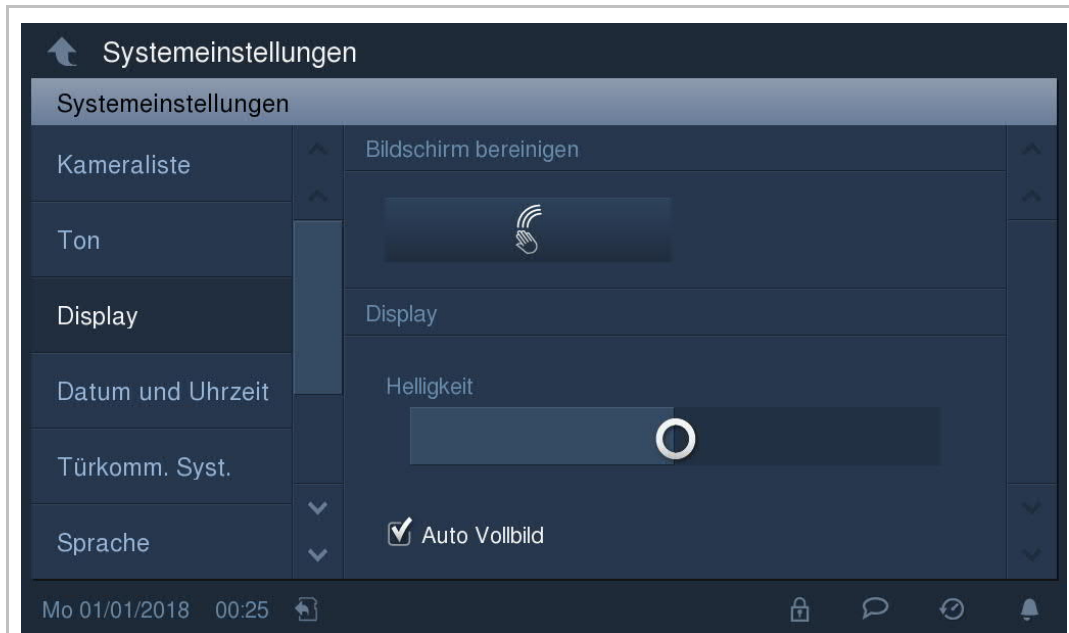 Systemeinstellungen
Systemeinstellungen
Kameraliste
Ton
Display
Datum und Uhrzeit
Türkomm. Syst.
Sprache
Bildschirm bereinigen
Display
Helligkeit
Auto Vollbild
Mo 01/01/2018 00:25